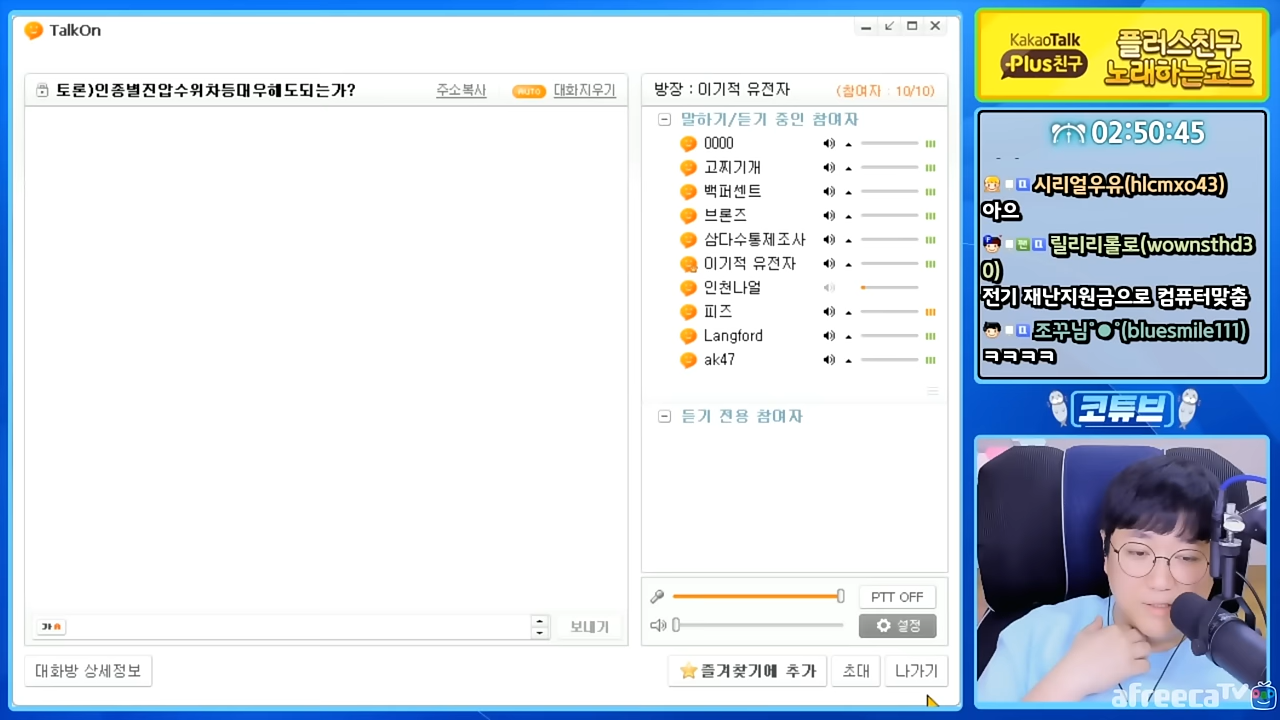 TalkOn
토론)인종별진압수위차등대우해도되는가?
주소복사
AUTO
대화지우기
방장 : 이기적 유전자
(참여자 : 10/10)
말하기/듣기 중인 참여자
0000
고찌기개
백퍼센트
브론즈
삼다수통제조사
이기적 유전자
인천나얼
피즈
Langford
ak47
듣기 전용 참여자
가
보내기
PTT OFF
설정
대화방 상세정보
즐겨찾기에 추가
초대
나가기
KakaoTalk
Plus친구
플러스친구
노래하는코트
02:50:45
시리얼우유(hlcmxo43)
아으
팬
릴리리롤로(wownsthd3
0)
전기 재난지원금으로 컴퓨터맞춤
조꾸님˚●˚(bluesmile111)
ㅋㅋㅋㅋ
코튜브
afreecaTV